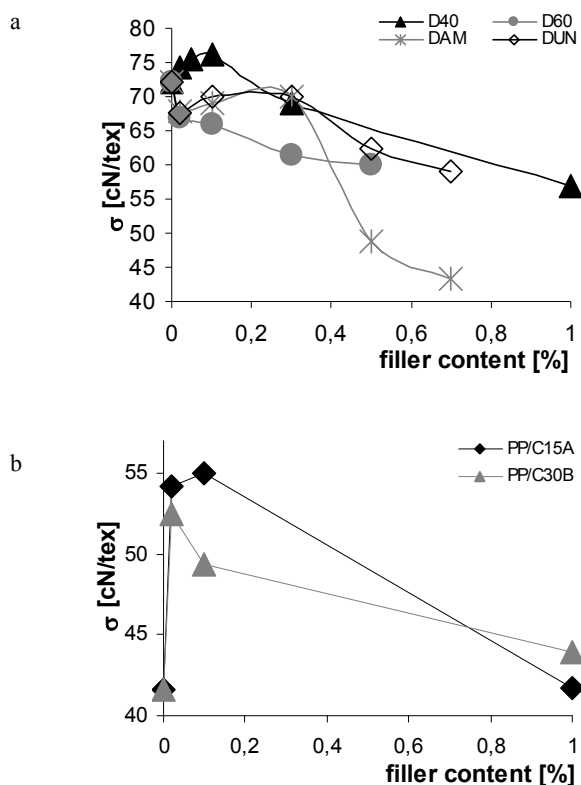 a
D40 D60
DAM DUN
80
75
70
65
60
55
50
45
40
σ [cN/tex]
0 0,2 0,4 0,6 0,8 1
filler content [%]
b
PP/C15A
PP/C30B
55
50
45
40
σ [cN/tex]
0 0,2 0,4 0,6 0,8 1
filler content [%]